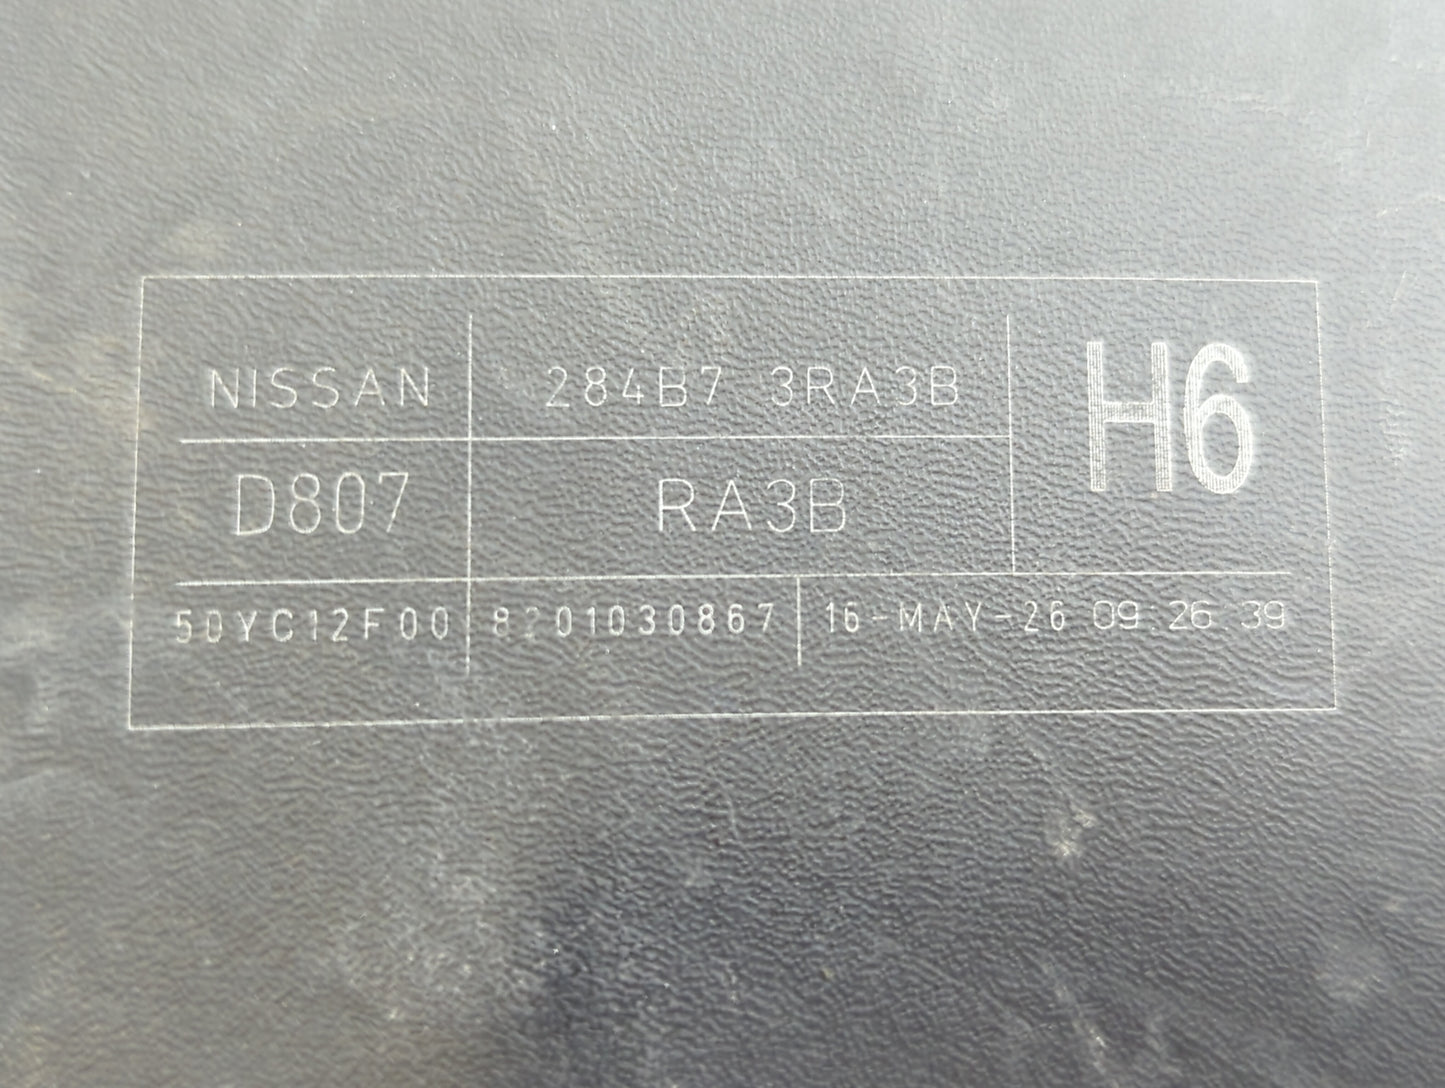 NISSAN 284B7 3RA3B H6
D807 RA3B
50YC12F00 8201030867 16-MAY-26 09:26:39